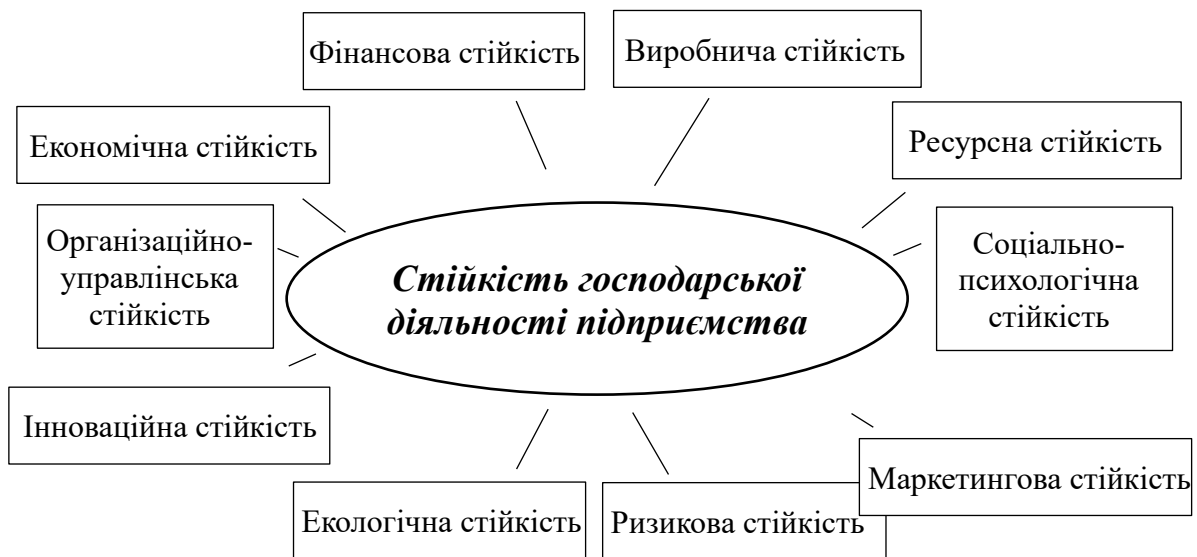 Фінансова стійкість
Виробнича стійкість
Економічна стійкість
Ресурсна стійкість
Організаційно-
управлінська
стійкість
Стійкість господарської
діяльності підприємства
Соціально-
психологічна
стійкість
Інноваційна стійкість
Маркетингова стійкість
Екологічна стійкість
Ризикова стійкість